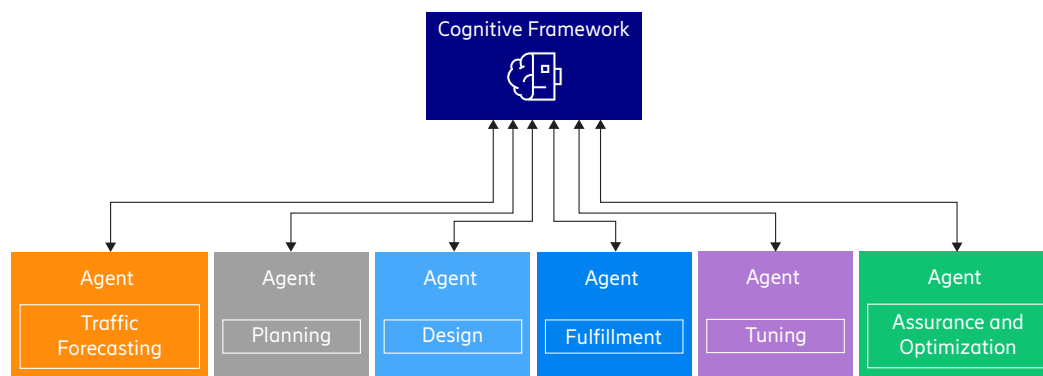 Cognitive Framework
Agent
Traffic
Forecasting
Agent
Planning
Agent
Design
Agent
Fulfillment
Agent
Tuning
Agent
Assurance and
Optimization